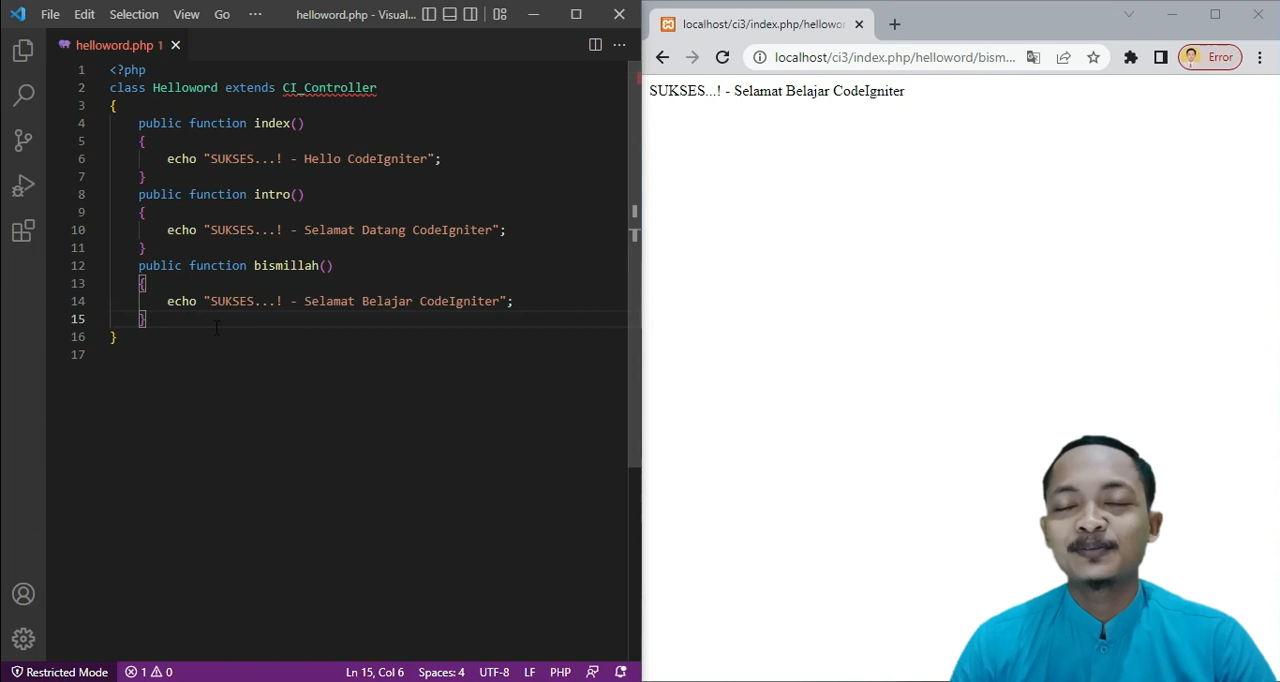 File Edit Selection View Go ··· helloword.php - Visual...
helloword.php 1
1 <?php
2 class Helloword extends CI_Controller
3 {
4 public function index()
5 {
6 echo "SUKSES...! - Hello CodeIgniter";
7 }
8 public function intro()
9 {
10 echo "SUKSES...! - Selamat Datang CodeIgniter";
11 }
12 public function bismillah()
13 {
14 echo "SUKSES...! - Selamat Belajar CodeIgniter";
15 }
16 }
17
Restricted Mode 1 0 Ln 15, Col 6 Spaces: 4 UTF-8 LF PHP
localhost/ci3/index.php/hellowor
localhost/ci3/index.php/helloword/bism... Error
SUKSES...! - Selamat Belajar CodeIgniter